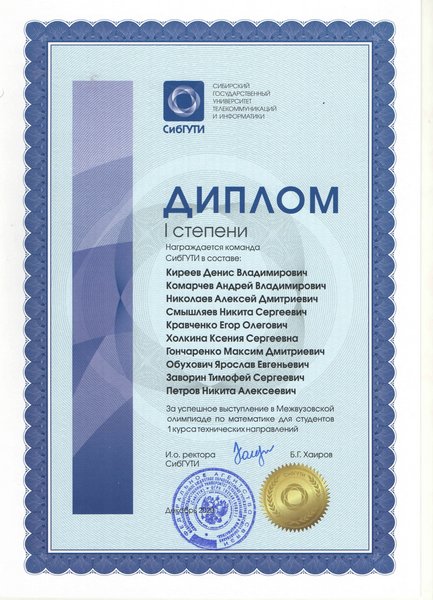 СИБИРСКИЙ
ГОСУДАРСТВЕННЫЙ
УНИВЕРСИТЕТ
ТЕЛЕКОММУНИКАЦИЙ
И ИНФОРМАТИКИ
СибГУТИ
ДИПЛОМ
I степени
Награждается команда
СибГУТИ в составе:
Киреев Денис Владимирович
Комарчев Андрей Владимирович
Николаев Алексей Дмитриевич
Смышляев Никита Сергеевич
Кравченко Егор Олегович
Холкина Ксения Сергеевна
Гончаренко Максим Дмитриевич
Обухович Ярослав Евгеньевич
Заворин Тимофей Сергеевич
Петров Никита Алексеевич
За успешное выступление в Межвузовской
олимпиаде по математике для студентов
1 курса технических направлений
И.о. ректора
СибГУТИ
Б.Г. Хаиров
ФЕДЕРАЛЬНОЕ АГЕНТСТВО СВЯЗИ
Декабрь